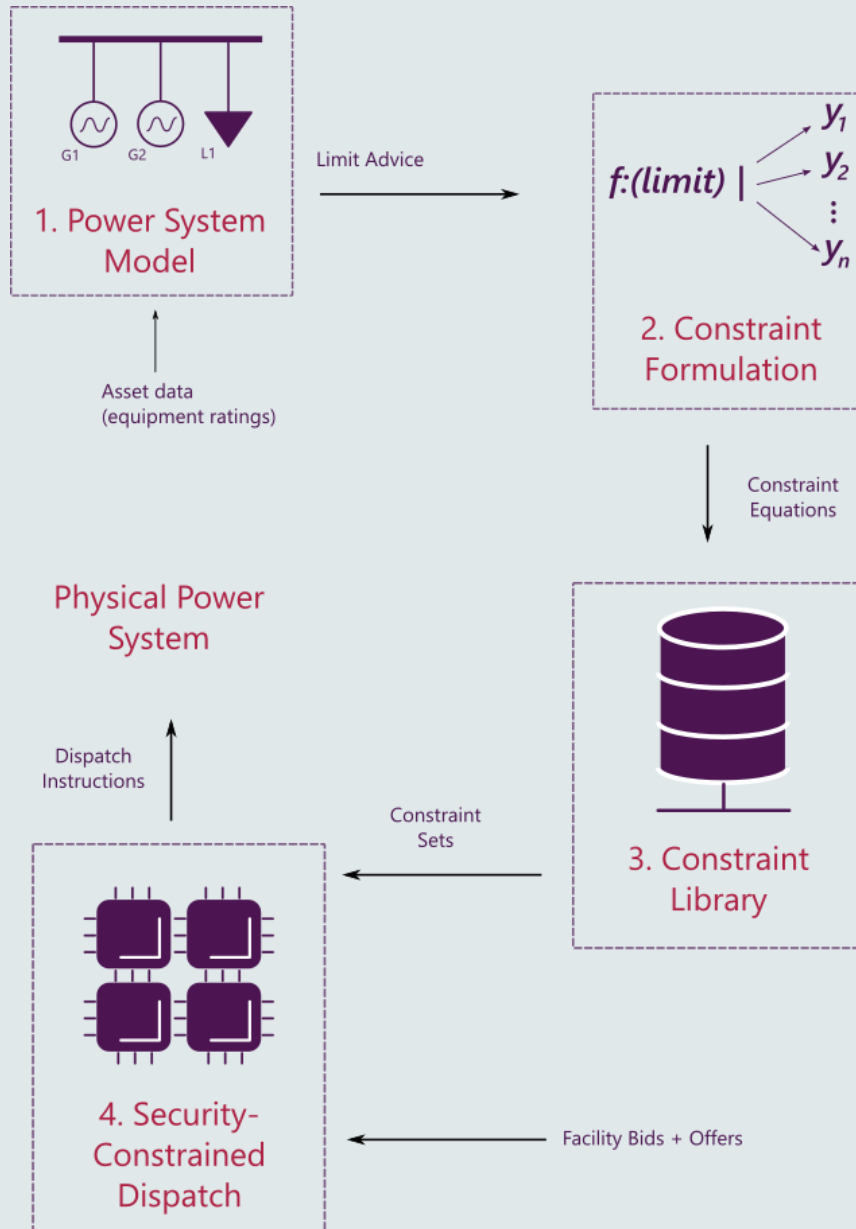 G1
G2
L1
1. Power System
Model
Limit Advice
f:(limit) |
y1
y2
⋮
yn
2. Constraint
Formulation
Asset data
(equipment ratings)
Constraint
Equations
Physical Power
System
Dispatch
Instructions
Constraint
Sets
3. Constraint
Library
4. Security-
Constrained
Dispatch
Facility Bids + Offers